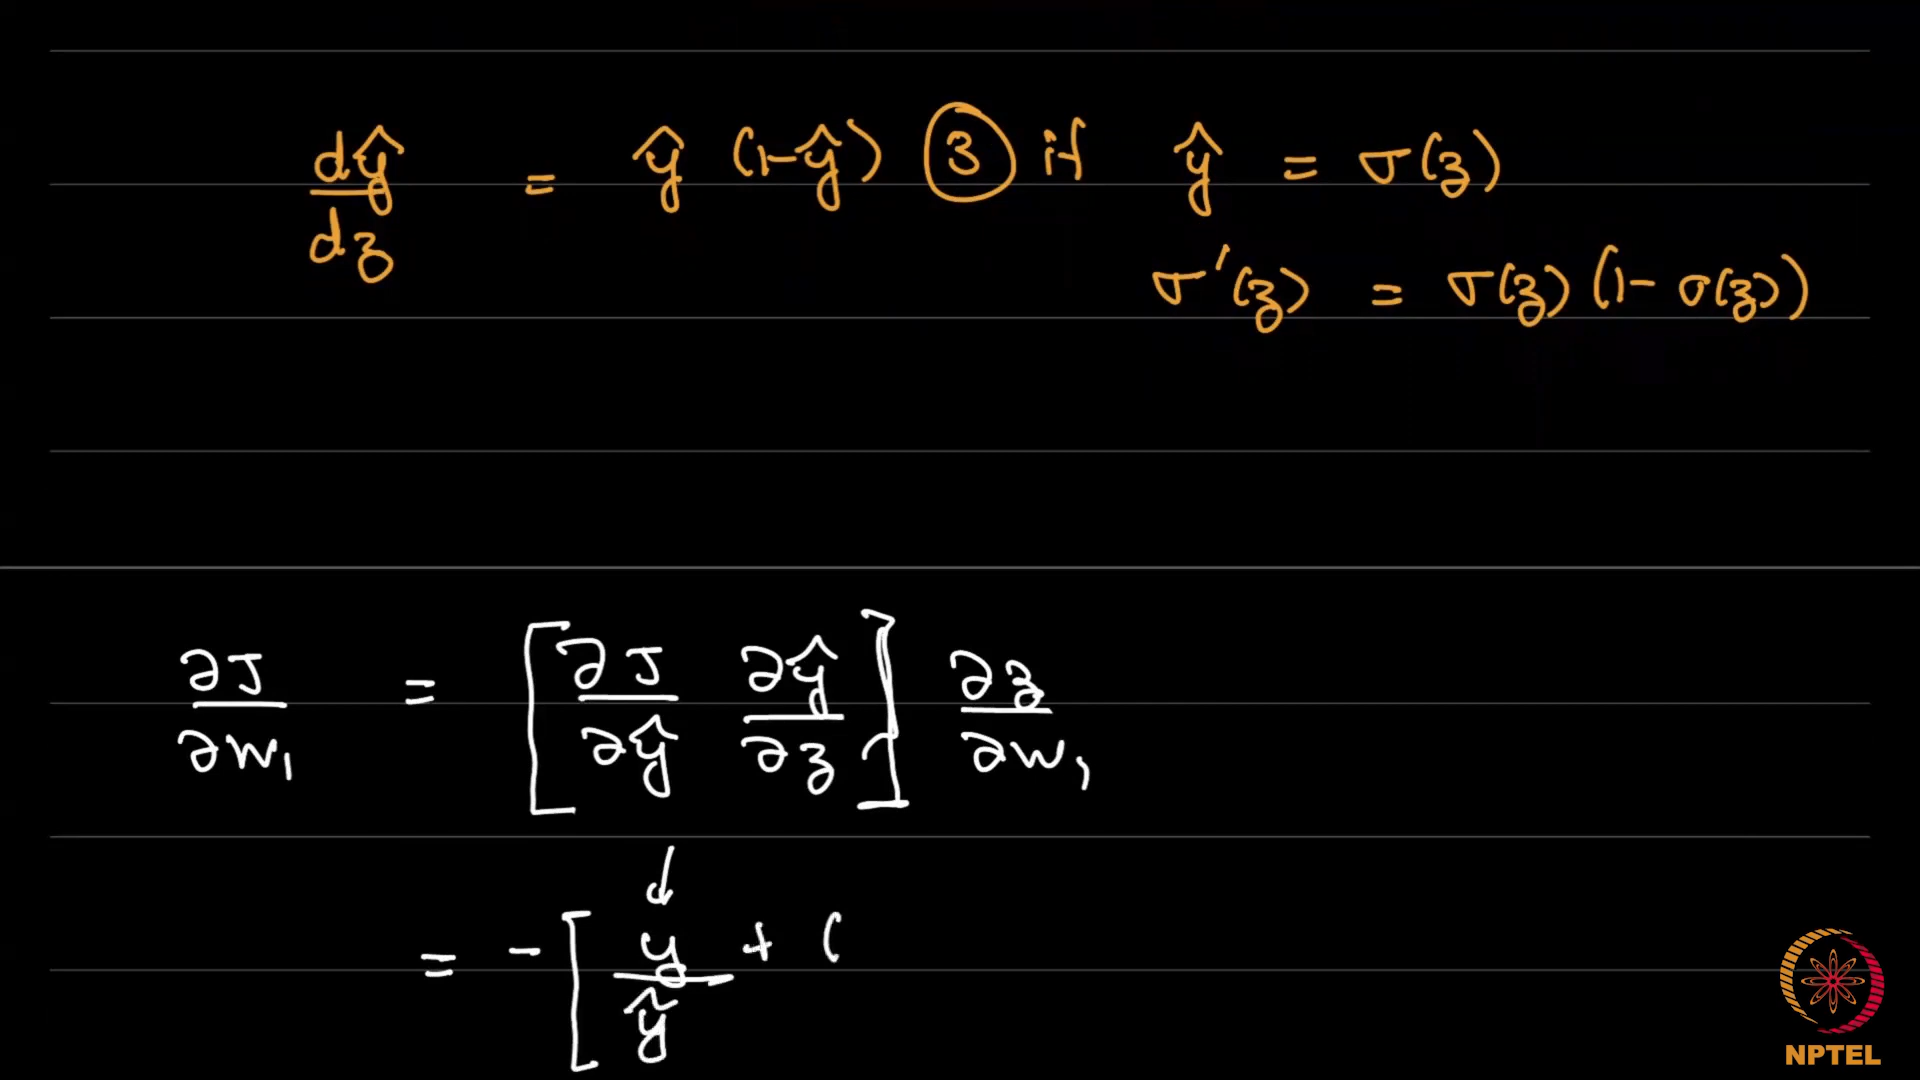 dŷ/dz = ŷ (1-ŷ) ③ if ŷ = σ(z)
σ'(z) = σ(z) (1- σ(z))
∂J/∂w₁ = [∂J/∂ŷ ∂ŷ/∂z] ∂z/∂w₁
↓
= - [ y/ŷ + (
NPTEL